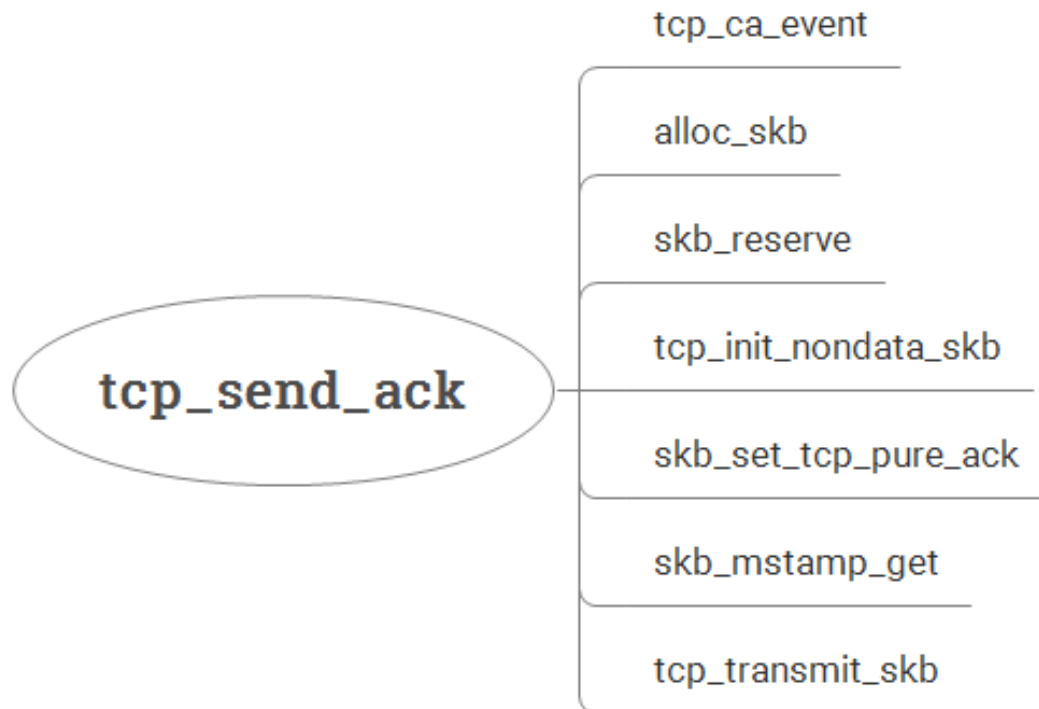 tcp_ca_event
alloc_skb
skb_reserve
tcp_init_nondata_skb
tcp_send_ack
skb_set_tcp_pure_ack
skb_mstamp_get
tcp_transmit_skb